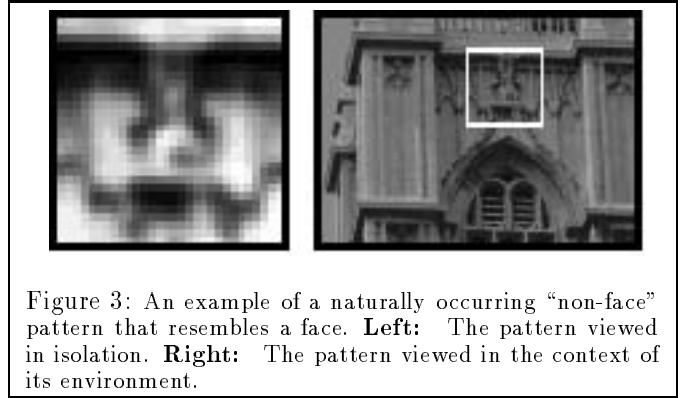 Figure 3: An example of a naturally occurring “non-face”
pattern that resembles a face. Left: The pattern viewed
in isolation. Right: The pattern viewed in the context of
its environment.